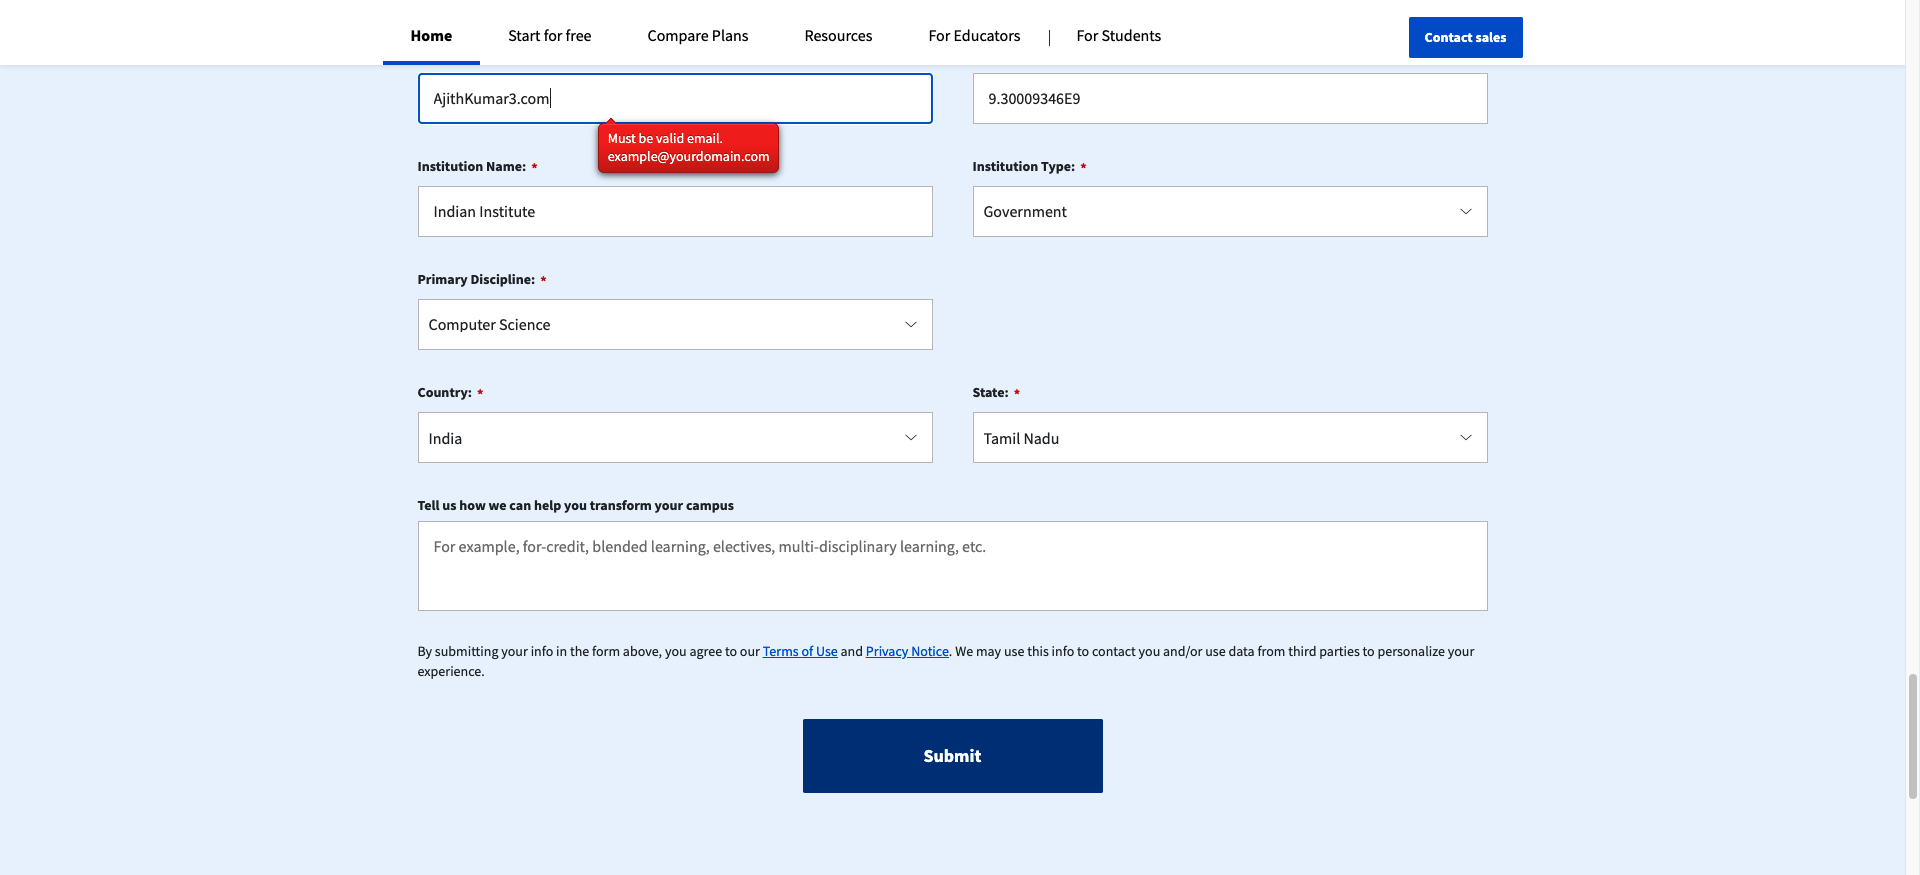 Home Start for free Compare Plans Resources For Educators | For Students Contact sales
AjithKumar3.com 9.30009346E9
Must be valid email.
example@yourdomain.com
Institution Name: * Institution Type: *
Indian Institute Government
Primary Discipline: *
Computer Science
Country: * State: *
India Tamil Nadu
Tell us how we can help you transform your campus
For example, for-credit, blended learning, electives, multi-disciplinary learning, etc.
By submitting your info in the form above, you agree to our Terms of Use and Privacy Notice. We may use this info to contact you and/or use data from third parties to personalize your
experience.
Submit